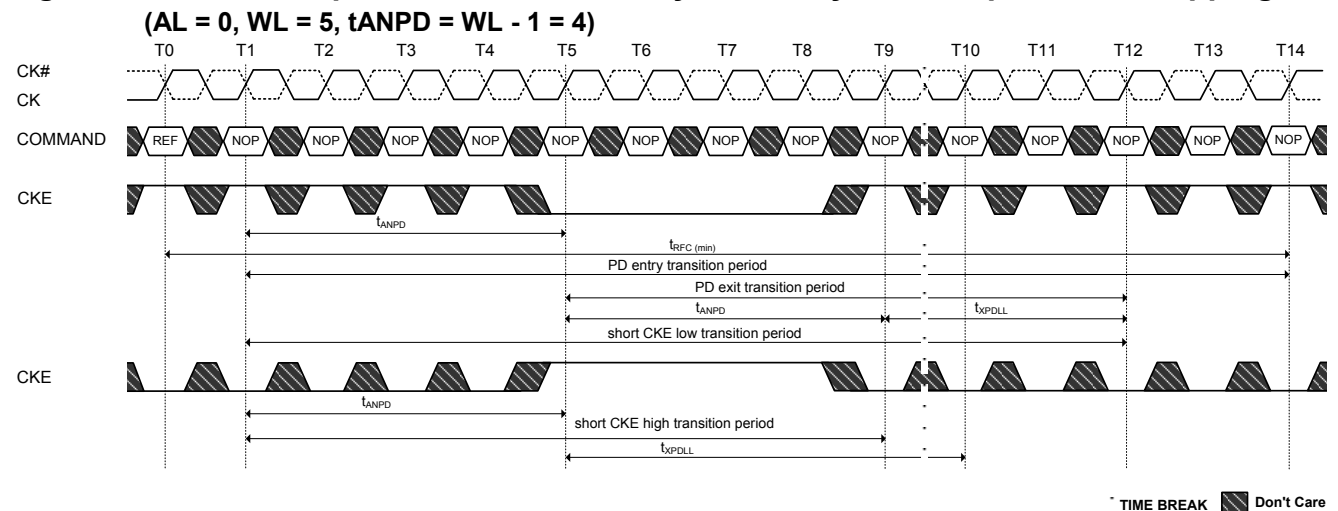 (AL = 0, WL = 5, tANPD = WL - 1 = 4)
T0 T1 T2 T3 T4 T5 T6 T7 T8 T9 T10 T11 T12 T13 T14
CK#
CK
COMMAND REF NOP NOP NOP NOP NOP NOP NOP NOP NOP NOP NOP NOP NOP NOP
CKE
tANPD
tRFC (min)
PD entry transition period
PD exit transition period
tANPD tXPDLL
short CKE low transition period
CKE
tANPD
short CKE high transition period
tXPDLL
TIME BREAK Don't Care